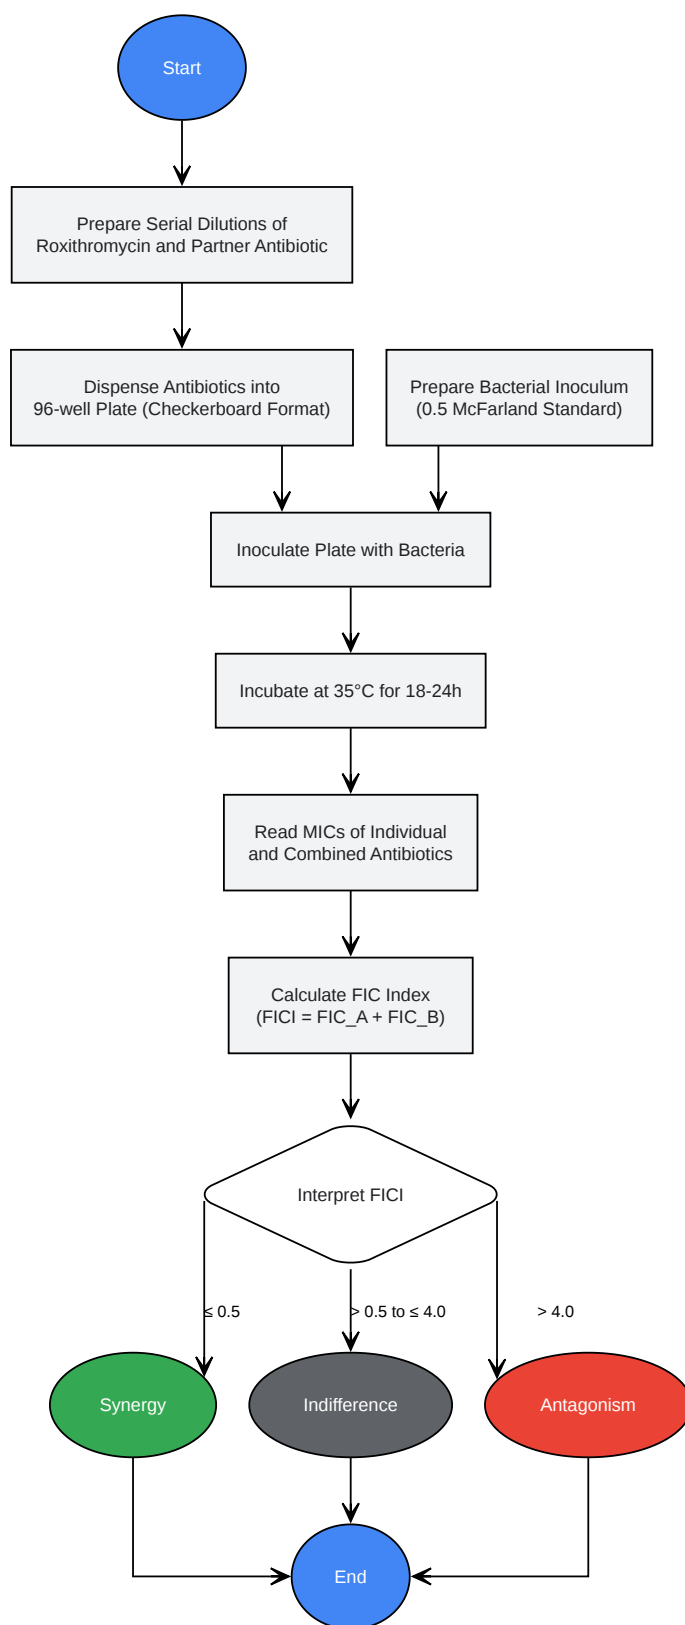 Start
Prepare Serial Dilutions of
Roxithromycin and Partner Antibiotic
Dispense Antibiotics into
96-well Plate (Checkerboard Format)
Prepare Bacterial Inoculum
(0.5 McFarland Standard)
Inoculate Plate with Bacteria
Incubate at 35°C for 18-24h
Read MICs of Individual
and Combined Antibiotics
Calculate FIC Index
(FICI = FIC_A + FIC_B)
Interpret FICI
≤ 0.5
> 0.5 to ≤ 4.0
> 4.0
Synergy
Indifference
Antagonism
End